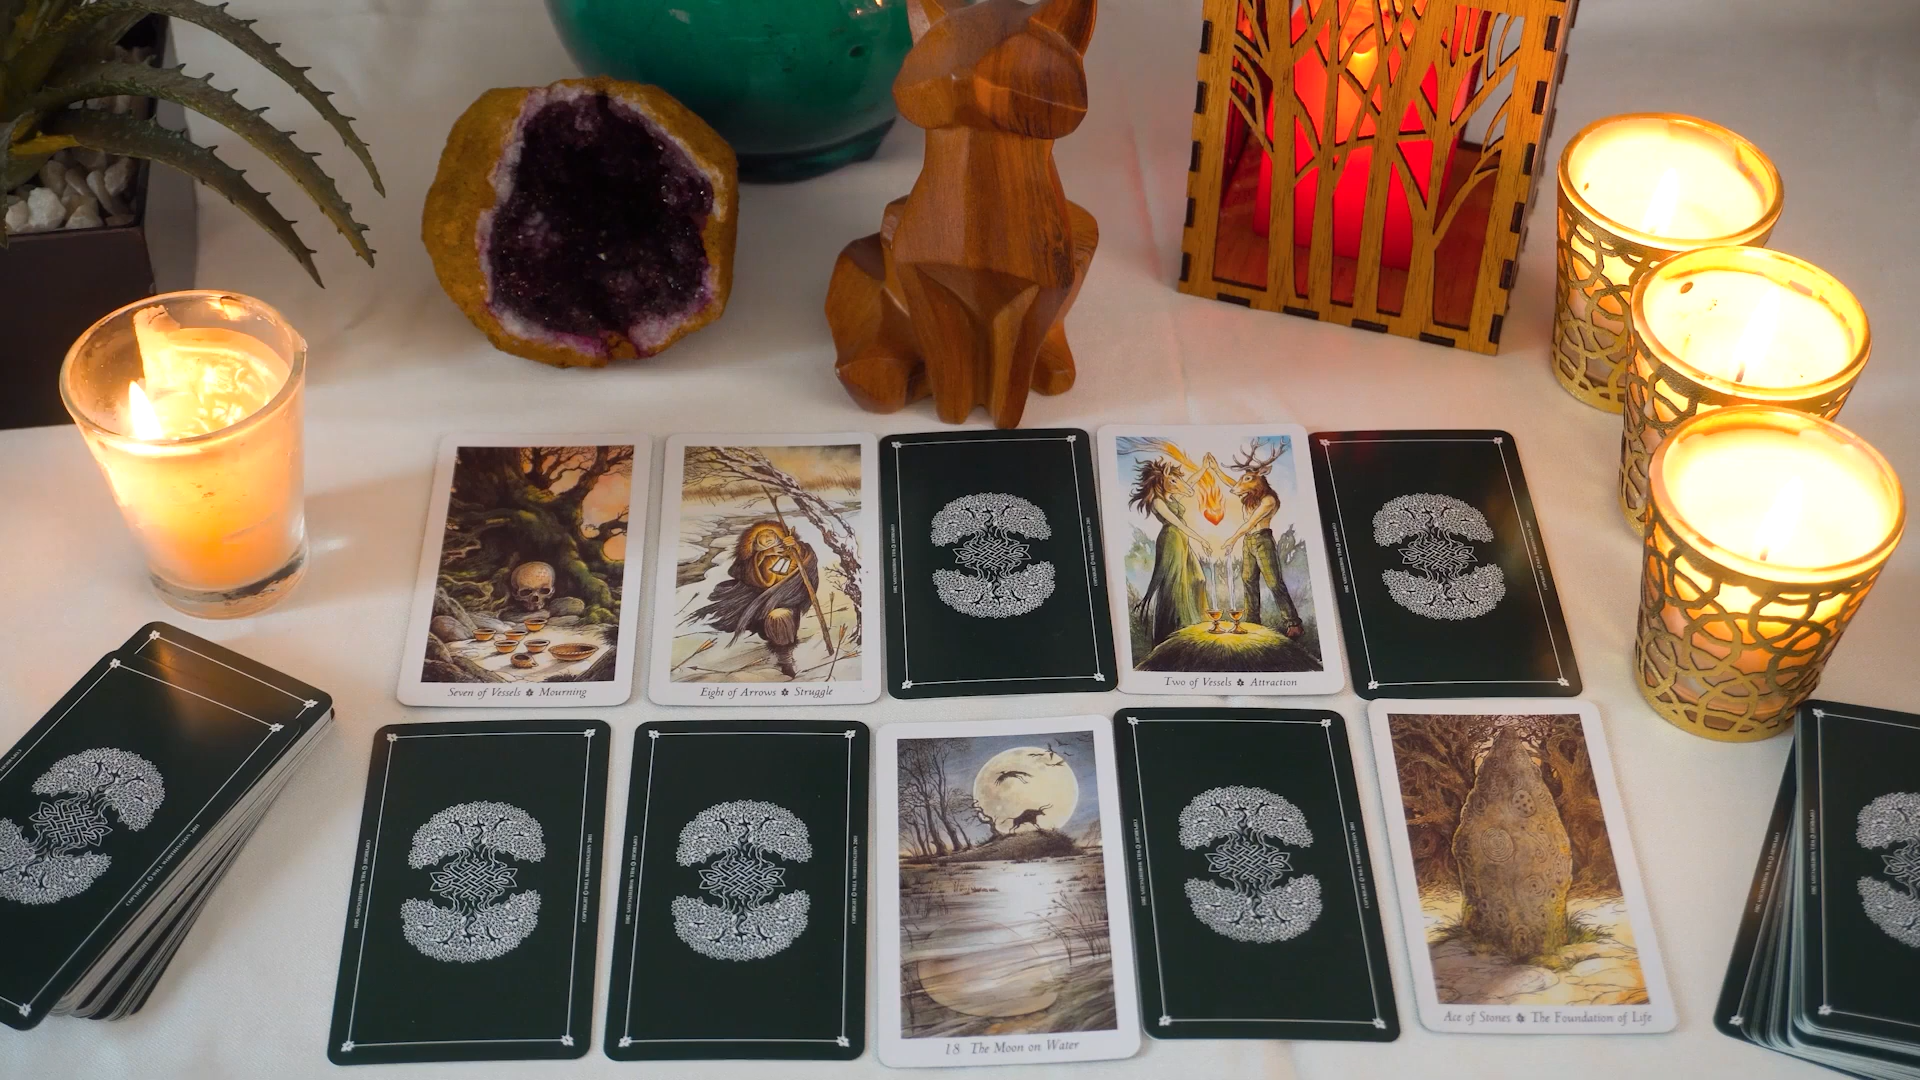 Seven of Vessels Mourning
Eight of Arrows Struggle
Two of Vessels Attraction
18 The Moon on Water
Ace of Stones The Foundation of Life